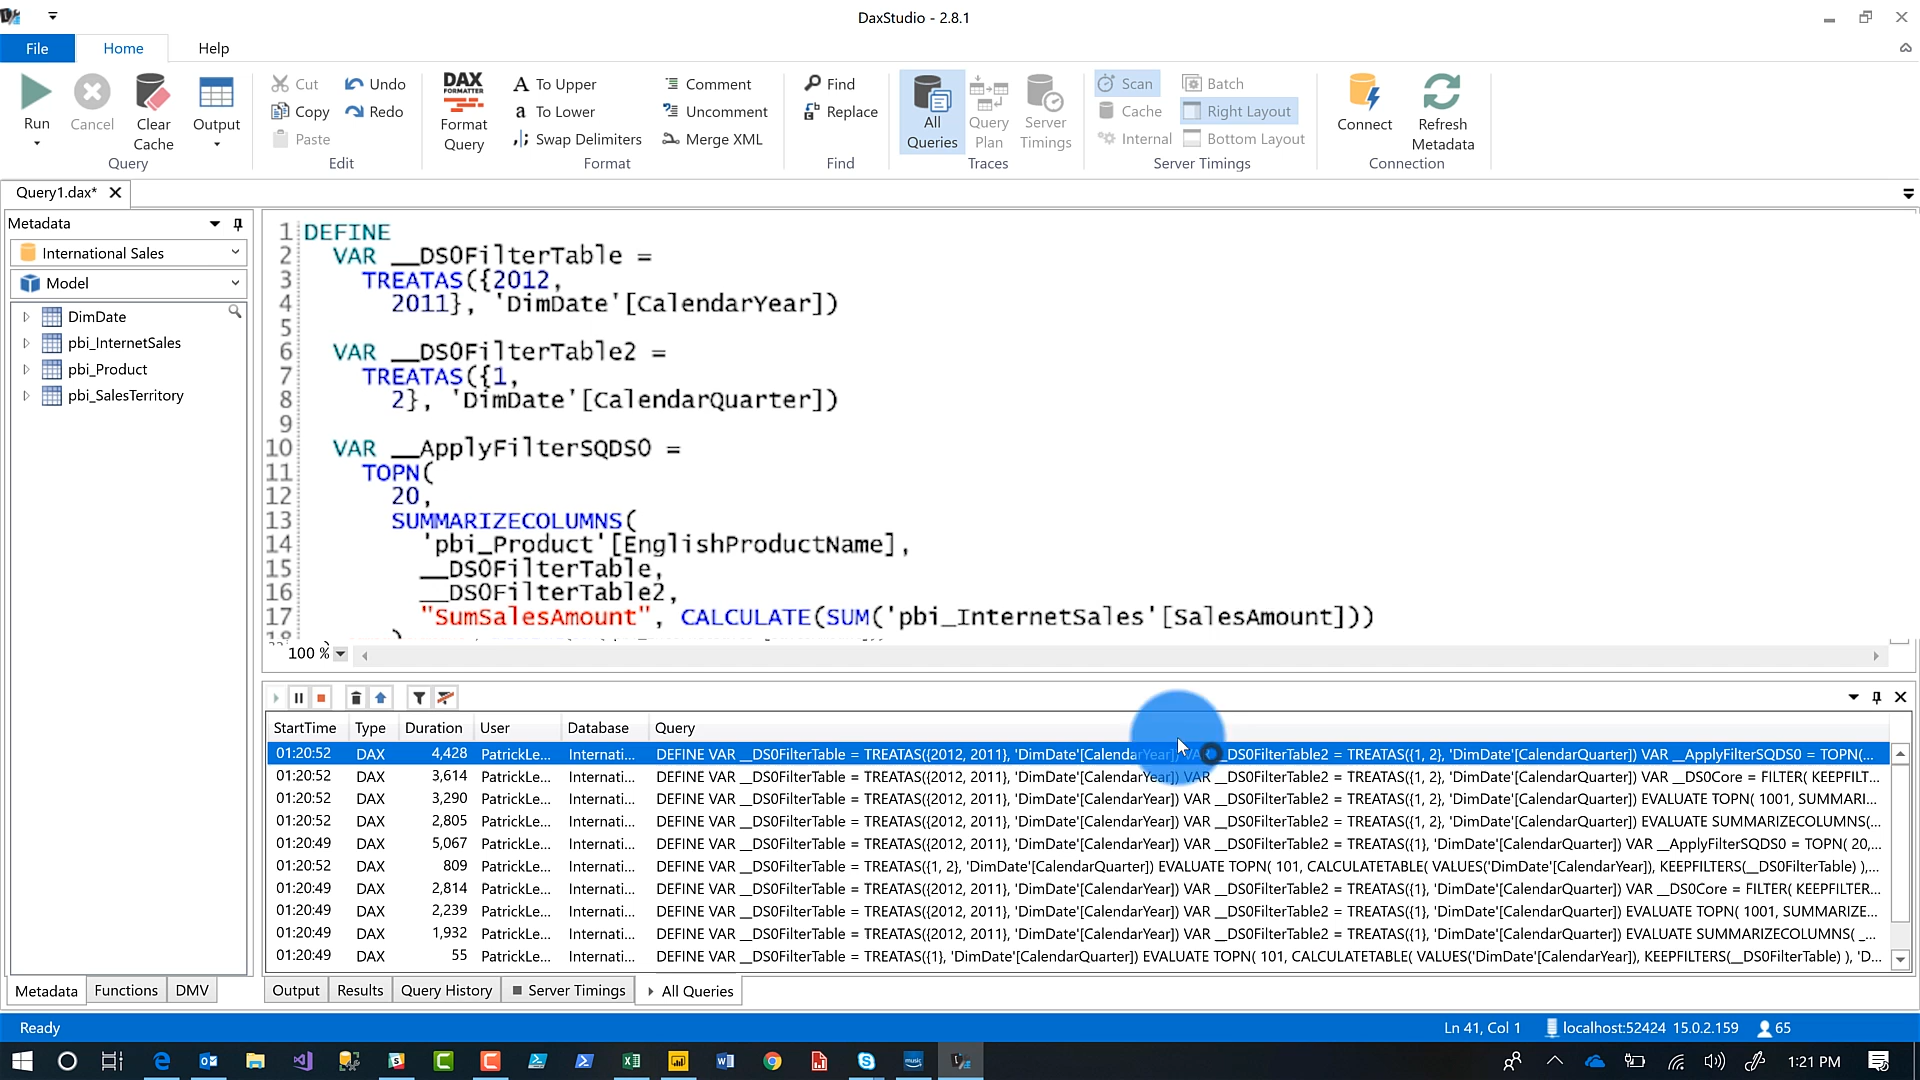 DaxStudio - 2.8.1
File Home Help
Run
Cancel
Clear
Cache
Output
Query
Cut
Copy
Paste
Undo
Redo
Edit
DAX
FORMATTER
Format
Query
To Upper
To Lower
Swap Delimiters
Comment
Uncomment
Merge XML
Format
Find
Replace
Find
All
Queries
Query
Plan
Server
Timings
Traces
Scan
Cache
Internal
Batch
Right Layout
Bottom Layout
Server Timings
Connect
Refresh
Metadata
Connection
Query1.dax*
Metadata
International Sales
Model
DimDate
pbi_InternetSales
pbi_Product
pbi_SalesTerritory
1 DEFINE
2 VAR __DS0FilterTable =
3 TREATAS({2012,
4 2011}, 'DimDate'[CalendarYear])
5
6 VAR __DS0FilterTable2 =
7 TREATAS({1,
8 2}, 'DimDate'[CalendarQuarter])
9
10 VAR __ApplyFilterSQDS0 =
11 TOPN(
12 20,
13 SUMMARIZECOLUMNS(
14 'pbi_Product'[EnglishProductName],
15 __DS0FilterTable,
16 __DS0FilterTable2,
17 "SumSalesAmount", CALCULATE(SUM('pbi_InternetSales'[SalesAmount]))
18 )
100 %
StartTime Type Duration User Database Query
01:20:52 DAX 4,428 PatrickLe... Internati... DEFINE VAR __DS0FilterTable = TREATAS({2012, 2011}, 'DimDate'[CalendarYear]) VAR __DS0FilterTable2 = TREATAS({1, 2}, 'DimDate'[CalendarQuarter]) VAR __ApplyFilterSQDS0 = TOPN(...
01:20:52 DAX 3,614 PatrickLe... Internati... DEFINE VAR __DS0FilterTable = TREATAS({2012, 2011}, 'DimDate'[CalendarYear]) VAR __DS0FilterTable2 = TREATAS({1, 2}, 'DimDate'[CalendarQuarter]) VAR __DS0Core = FILTER( KEEPFILT...
01:20:52 DAX 3,290 PatrickLe... Internati... DEFINE VAR __DS0FilterTable = TREATAS({2012, 2011}, 'DimDate'[CalendarYear]) VAR __DS0FilterTable2 = TREATAS({1, 2}, 'DimDate'[CalendarQuarter]) EVALUATE TOPN( 1001, SUMMARI...
01:20:52 DAX 2,805 PatrickLe... Internati... DEFINE VAR __DS0FilterTable = TREATAS({2012, 2011}, 'DimDate'[CalendarYear]) VAR __DS0FilterTable2 = TREATAS({1, 2}, 'DimDate'[CalendarQuarter]) EVALUATE SUMMARIZECOLUMNS(...
01:20:49 DAX 5,067 PatrickLe... Internati... DEFINE VAR __DS0FilterTable = TREATAS({2012, 2011}, 'DimDate'[CalendarYear]) VAR __DS0FilterTable2 = TREATAS({1}, 'DimDate'[CalendarQuarter]) VAR __ApplyFilterSQDS0 = TOPN( 20,...
01:20:52 DAX 809 PatrickLe... Internati... DEFINE VAR __DS0FilterTable = TREATAS({1, 2}, 'DimDate'[CalendarQuarter]) EVALUATE TOPN( 101, CALCULATETABLE( VALUES('DimDate'[CalendarYear]), KEEPFILTERS(__DS0FilterTable) ),...
01:20:49 DAX 2,814 PatrickLe... Internati... DEFINE VAR __DS0FilterTable = TREATAS({2012, 2011}, 'DimDate'[CalendarYear]) VAR __DS0FilterTable2 = TREATAS({1}, 'DimDate'[CalendarQuarter]) VAR __DS0Core = FILTER( KEEPFILTER...
01:20:49 DAX 2,239 PatrickLe... Internati... DEFINE VAR __DS0FilterTable = TREATAS({2012, 2011}, 'DimDate'[CalendarYear]) VAR __DS0FilterTable2 = TREATAS({1}, 'DimDate'[CalendarQuarter]) EVALUATE TOPN( 1001, SUMMARIZE...
01:20:49 DAX 1,932 PatrickLe... Internati... DEFINE VAR __DS0FilterTable = TREATAS({2012, 2011}, 'DimDate'[CalendarYear]) VAR __DS0FilterTable2 = TREATAS({1}, 'DimDate'[CalendarQuarter]) EVALUATE SUMMARIZECOLUMNS( _...
01:20:49 DAX 55 PatrickLe... Internati... DEFINE VAR __DS0FilterTable = TREATAS({1}, 'DimDate'[CalendarQuarter]) EVALUATE TOPN( 101, CALCULATETABLE( VALUES('DimDate'[CalendarYear]), KEEPFILTERS(__DS0FilterTable) ), 'D...
Metadata Functions DMV
Output Results Query History Server Timings All Queries
Ready
Ln 41, Col 1 localhost:52424 15.0.2.159 65
music
1:21 PM